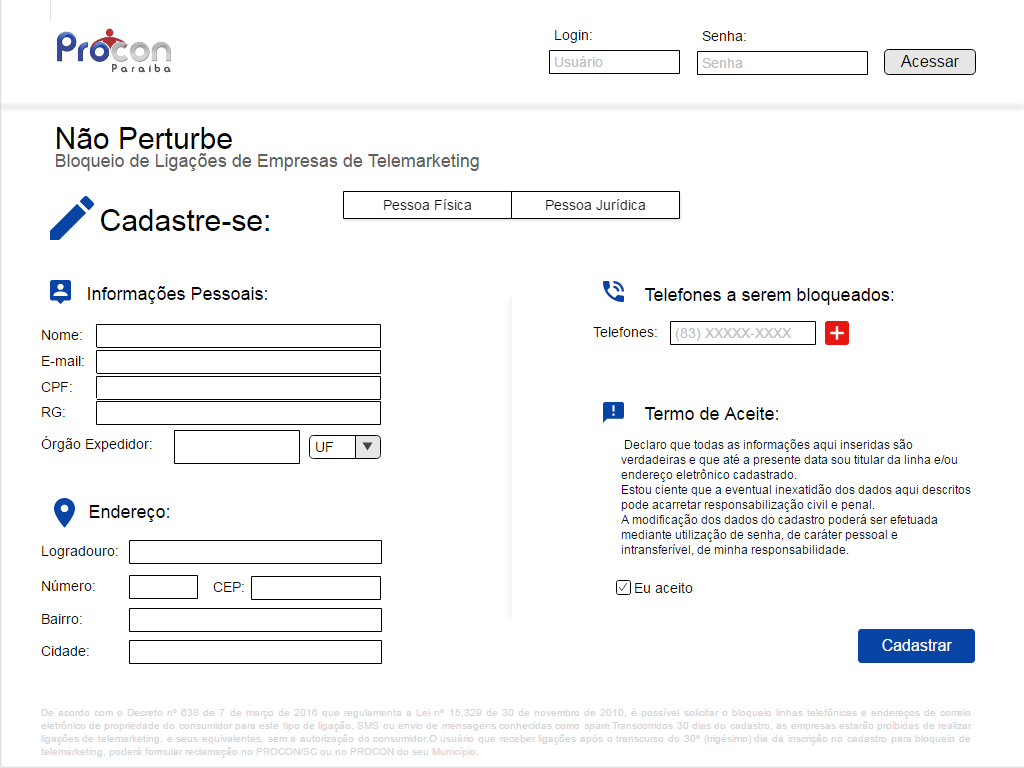 Procon
Paraíba
Login:
Senha:
Usuário
Senha
Acessar
Não Perturbe
Bloqueio de Ligações de Empresas de Telemarketing
Cadastre-se:
Pessoa Física
Pessoa Jurídica
Informações Pessoais:
Nome:
E-mail:
CPF:
RG:
Órgão Expedidor:
UF
Endereço:
Logradouro:
Número:
CEP:
Bairro:
Cidade:
Telefones a serem bloqueados:
Telefones:
(83) XXXXX-XXXX
Termo de Aceite:
Declaro que todas as informações aqui inseridas são
verdadeiras e que até a presente data sou titular da linha e/ou
endereço eletrônico cadastrado.
Estou ciente que a eventual inexatidão dos dados aqui descritos
pode acarretar responsabilização civil e penal.
A modificação dos dados do cadastro poderá ser efetuada
mediante utilização de senha, de caráter pessoal e
intransferível, de minha responsabilidade.
Eu aceito
Cadastrar
De acordo com o Decreto nº 638 de 7 de março de 2016 que regulamenta a Lei nº 15.329 de 30 de novembro de 2010, é possível solicitar o bloqueio linhas telefônicas e endereços de correio
eletrônico de propriedade do consumidor para este tipo de ligação, SMS ou envio de mensagens conhecidas como spam.Transcorridos 30 dias do cadastro, as empresas estarão proibidas de realizar
ligações de telemarketing, e seus equivalentes, sem a autorização do consumidor.O usuário que receber ligações após o transcurso do 30º (trigésimo) dia da inscrição no cadastro para bloqueio de
telemarketing, poderá formular reclamação no PROCON/SC ou no PROCON do seu Município.